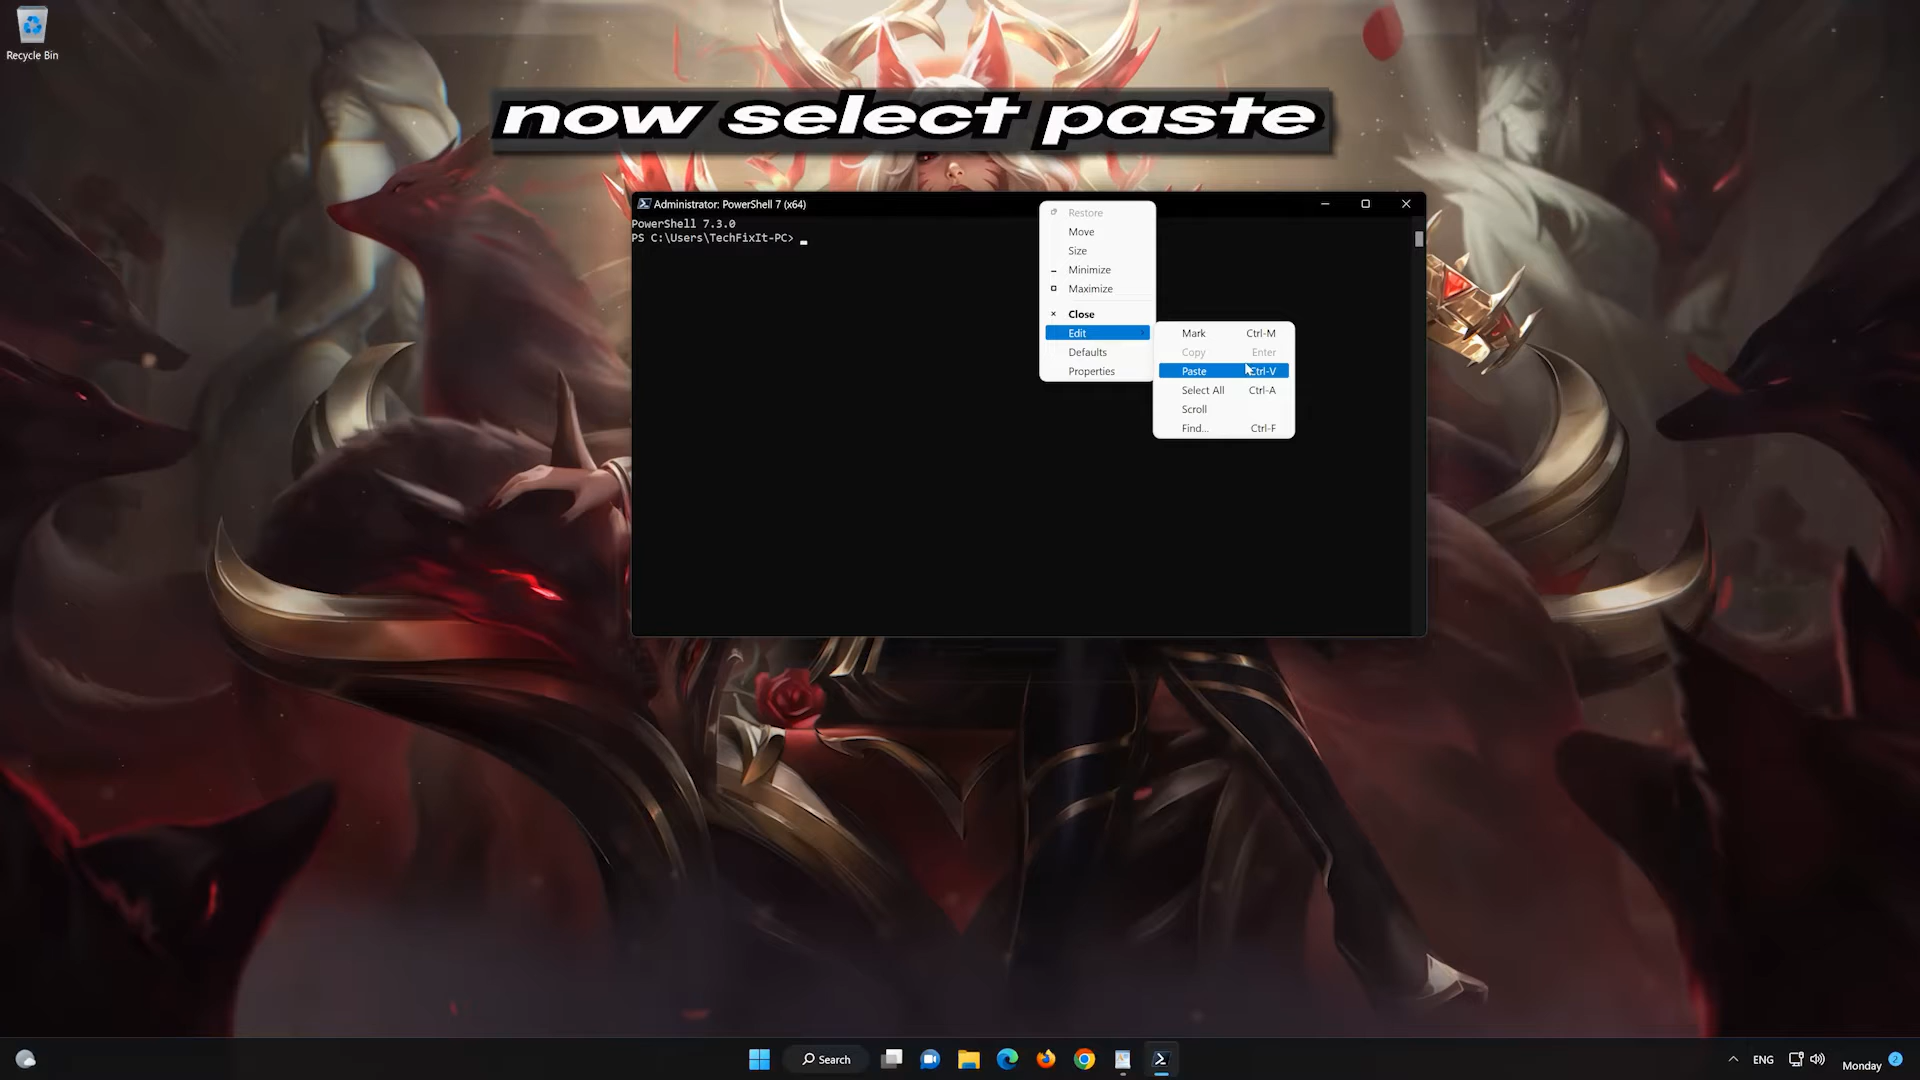 Recycle Bin
now select paste
Administrator: PowerShell 7 (x64)
PowerShell 7.3.0
PS C:\Users\TechFixIt-PC>
Restore
Move
Size
Minimize
Maximize
Close
Edit
Defaults
Properties
Mark Ctrl-M
Copy Enter
Paste Ctrl-V
Select All Ctrl-A
Scroll
Find... Ctrl-F
Search
ENG
Monday 2